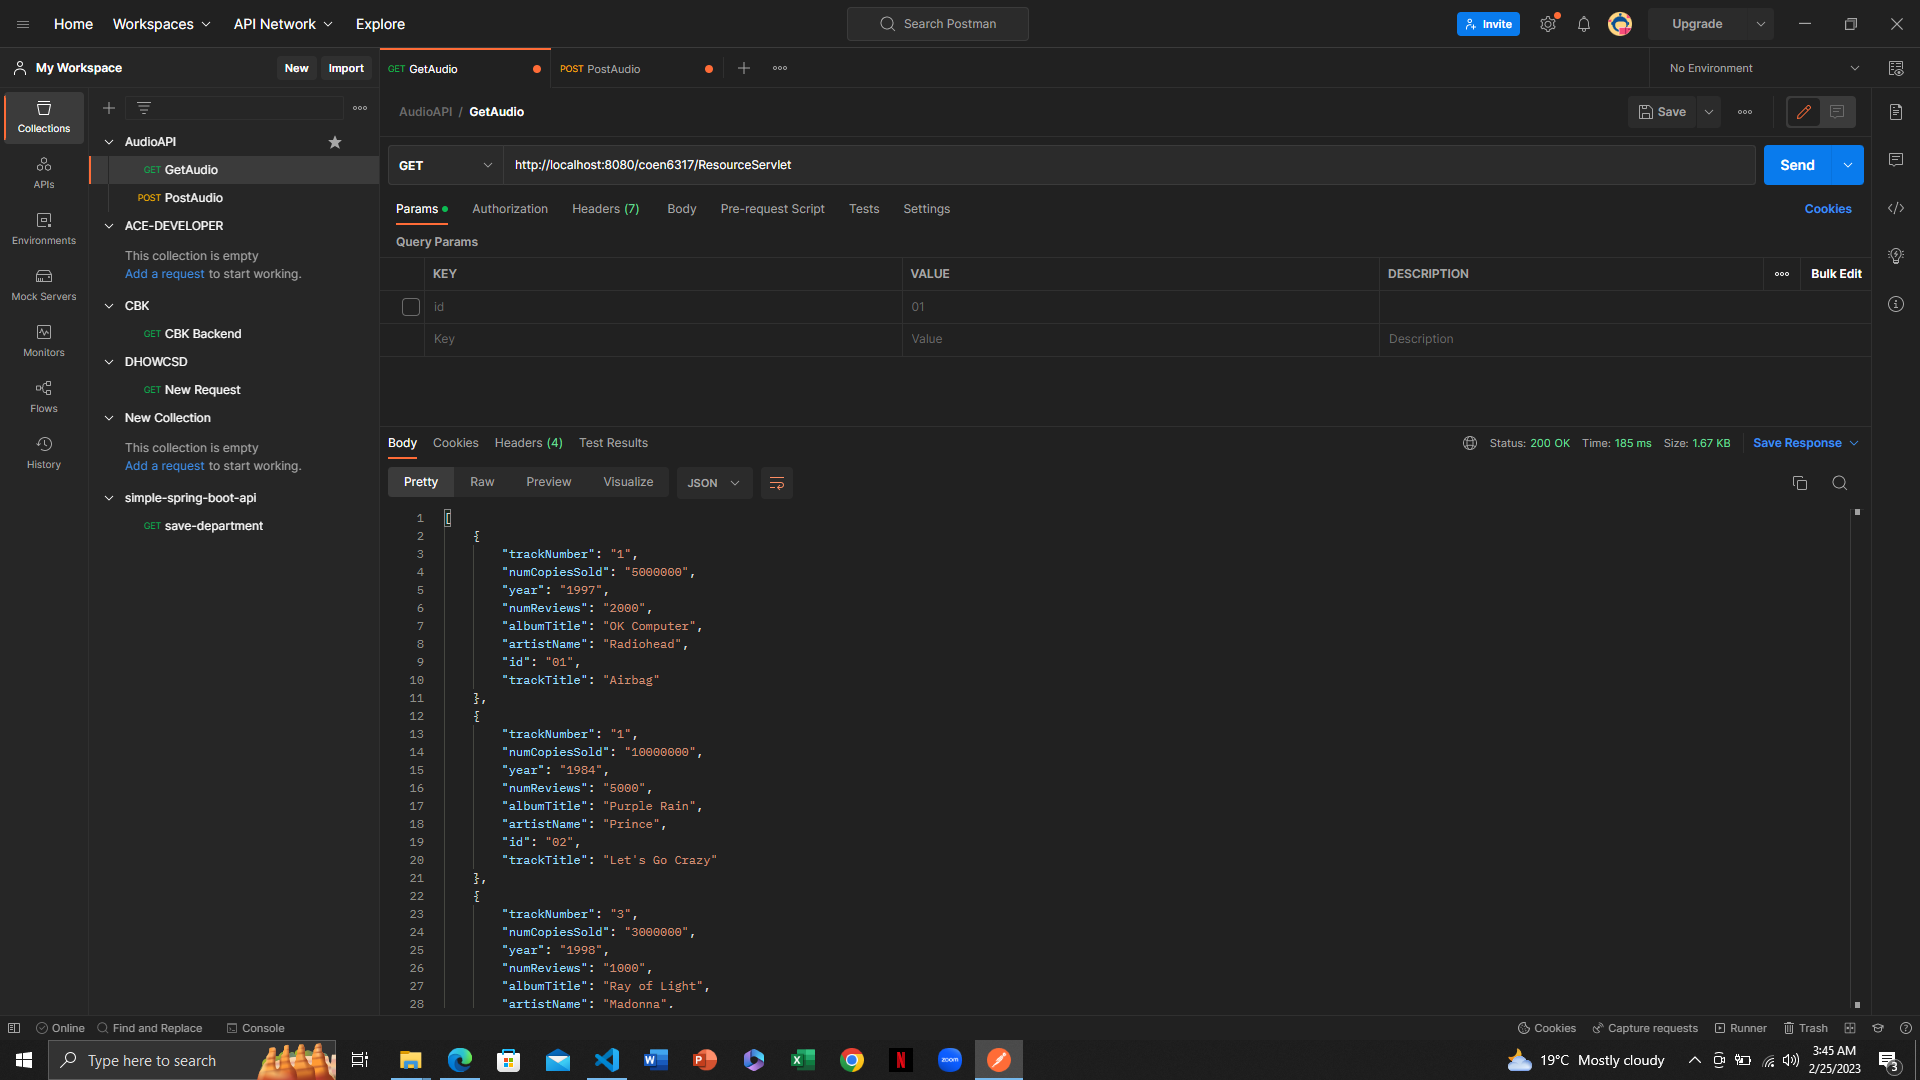 Home Workspaces API Network Explore
Search Postman
Invite Upgrade
My Workspace New Import
GET GetAudio POST PostAudio
No Environment
Collections
APIs
Environments
Mock Servers
Monitors
Flows
History
AudioAPI
GET GetAudio
POST PostAudio
ACE-DEVELOPER
This collection is empty
Add a request to start working.
CBK
GET CBK Backend
DHOWCSD
GET New Request
New Collection
This collection is empty
Add a request to start working.
simple-spring-boot-api
GET save-department
AudioAPI / GetAudio
Save
GET http://localhost:8080/coen6317/ResourceServlet
Send
Params Authorization Headers (7) Body Pre-request Script Tests Settings
Cookies
Query Params
KEY VALUE DESCRIPTION Bulk Edit
id 01
Key Value Description
Body Cookies Headers (4) Test Results
Status: 200 OK Time: 185 ms Size: 1.67 KB Save Response
Pretty Raw Preview Visualize JSON
1 [
2 {
3 "trackNumber": "1",
4 "numCopiesSold": "5000000",
5 "year": "1997",
6 "numReviews": "2000",
7 "albumTitle": "OK Computer",
8 "artistName": "Radiohead",
9 "id": "01",
10 "trackTitle": "Airbag"
11 },
12 {
13 "trackNumber": "1",
14 "numCopiesSold": "10000000",
15 "year": "1984",
16 "numReviews": "5000",
17 "albumTitle": "Purple Rain",
18 "artistName": "Prince",
19 "id": "02",
20 "trackTitle": "Let's Go Crazy"
21 },
22 {
23 "trackNumber": "3",
24 "numCopiesSold": "3000000",
25 "year": "1998",
26 "numReviews": "1000",
27 "albumTitle": "Ray of Light",
28 "artistName": "Madonna",
Online Find and Replace Console
Cookies Capture requests Runner Trash
Type here to search
zoom
19°C Mostly cloudy
3:45 AM
2/25/2023
3